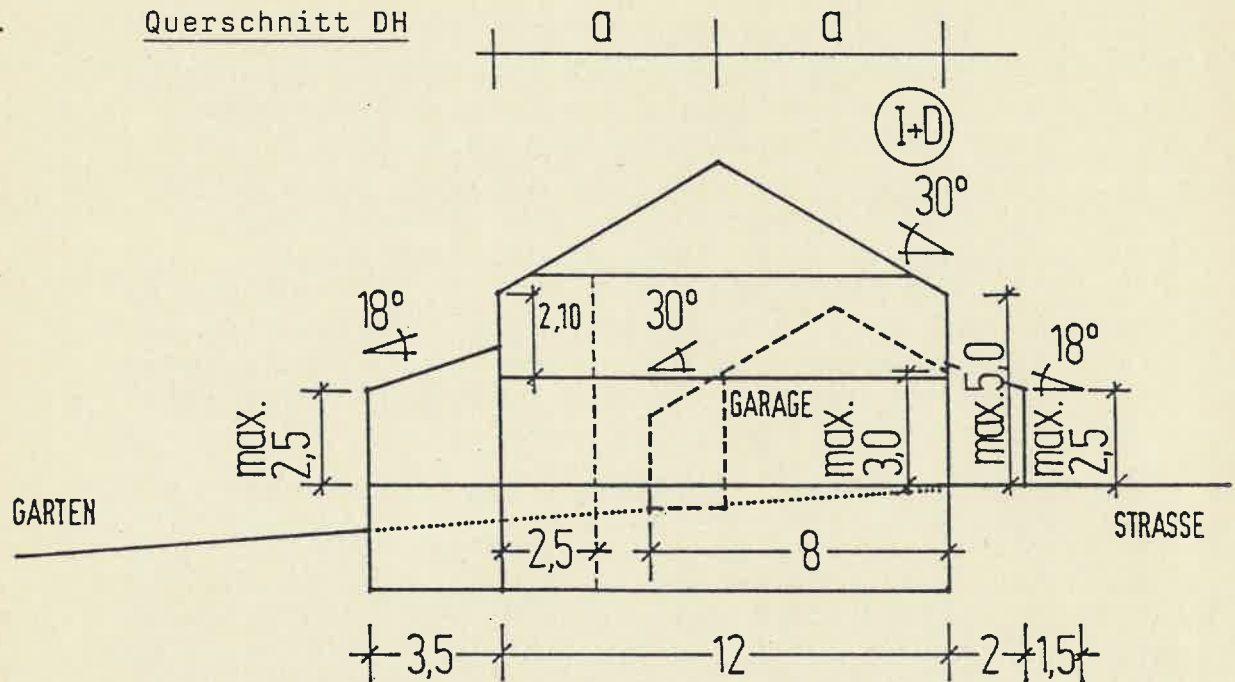 Querschnitt DH
a
a
I+D
30°
18°
2,10
30°
18°
max.
2,5
GARAGE
max.
3,0
max.5,0
max.
2,5
GARTEN
STRASSE
2,5
8
3,5
12
2
1,5